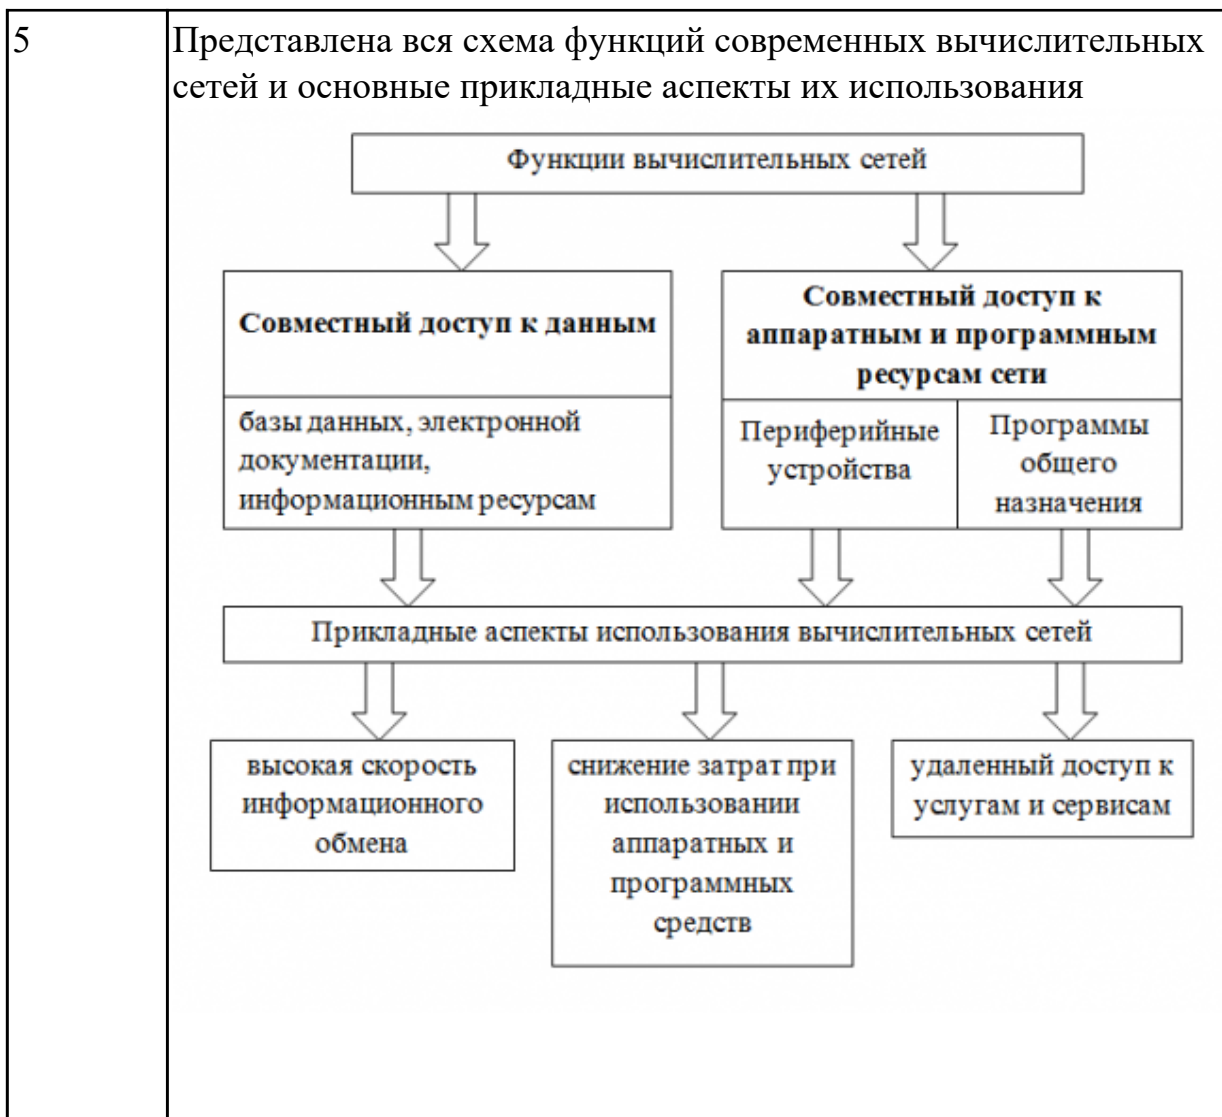 5
Представлена вся схема функций современных вычислительных
сетей и основные прикладные аспекты их использования
Функции вычислительных сетей
Совместный доступ к данным
базы данных, электронной
документации,
информационным ресурсам
Совместный доступ к
аппаратным и программным
ресурсам сети
Периферийные
устройства
Программы
общего
назначения
Прикладные аспекты использования вычислительных сетей
высокая скорость
информационного
обмена
снижение затрат при
использовании
аппаратных и
программных
средств
удаленный доступ к
услугам и сервисам